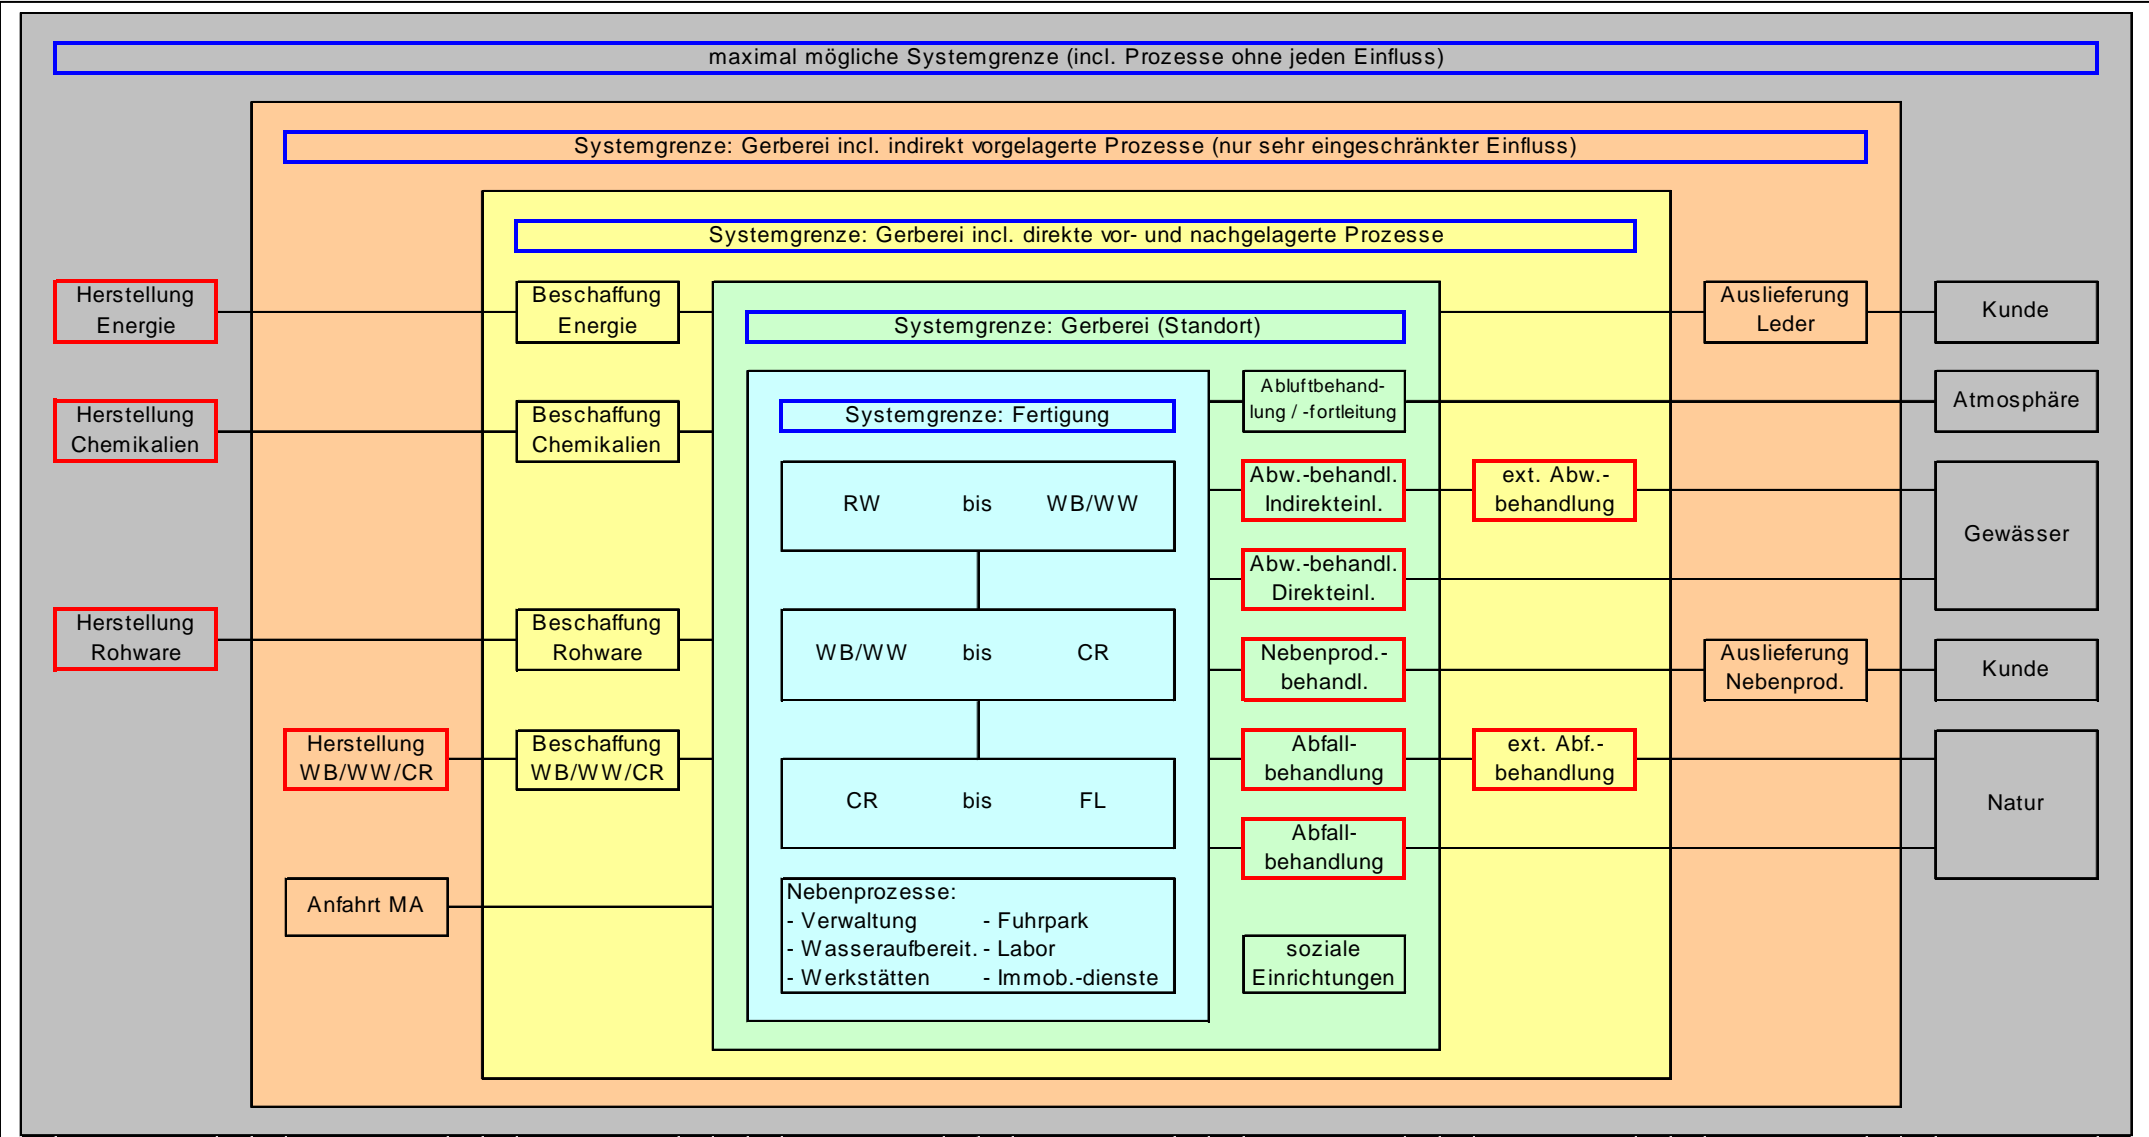 maximal mögliche Systemgrenze (incl. Prozesse ohne jeden Einfluss)
Systemgrenze: Gerberei incl. indirekt vorgelagerte Prozesse (nur sehr eingeschränkter Einfluss)
Systemgrenze: Gerberei incl. direkte vor- und nachgelagerte Prozesse
Herstellung
Energie
Beschaffung
Energie
Systemgrenze: Gerberei (Standort)
Auslieferung
Leder
Kunde
Herstellung
Chemikalien
Beschaffung
Chemikalien
Systemgrenze: Fertigung
Abluftbehand-
lung / -fortleitung
Atmosphäre
RW bis WB/WW
Abw.-behandl.
Indirekteinl.
ext. Abw.-
behandlung
Gewässer
Abw.-behandl.
Direkteinl.
Herstellung
Rohware
Beschaffung
Rohware
WB/WW bis CR
Nebenprod.-
behandl.
Auslieferung
Nebenprod.
Kunde
Herstellung
WB/WW/CR
Beschaffung
WB/WW/CR
CR bis FL
Abfall-
behandlung
ext. Abf.-
behandlung
Natur
Abfall-
behandlung
Anfahrt MA
Nebenprozesse:
- Verwaltung - Fuhrpark
- Wasseraufbereit. - Labor
- Werkstätten - Immob.-dienste
soziale
Einrichtungen